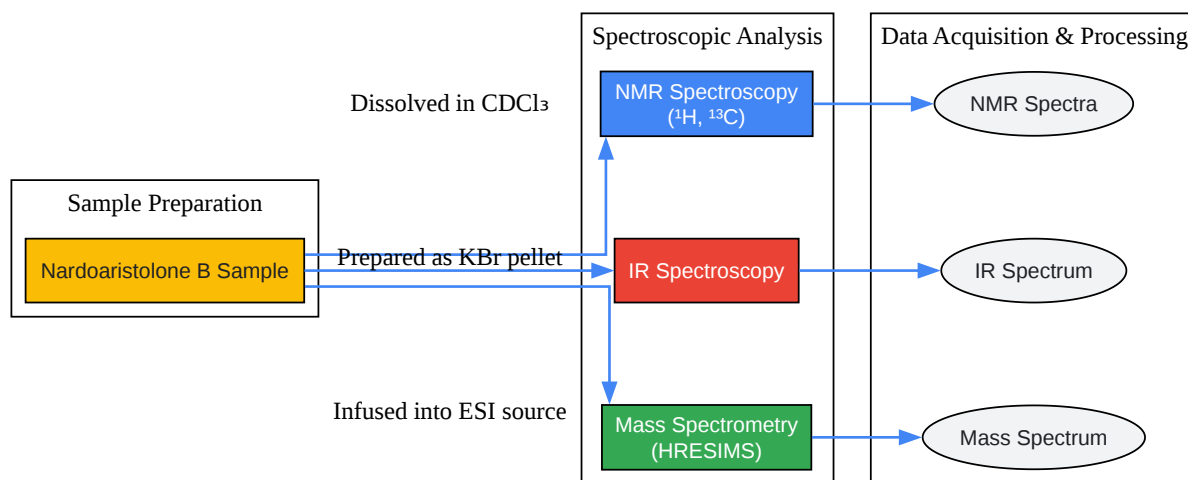 Spectroscopic Analysis
Data Acquisition & Processing
Dissolved in CDCl₃
NMR Spectroscopy
(¹H, ¹³C)
NMR Spectra
Sample Preparation
Nardoaristolone B Sample
Prepared as KBr pellet
IR Spectroscopy
IR Spectrum
Infused into ESI source
Mass Spectrometry
(HRESIMS)
Mass Spectrum